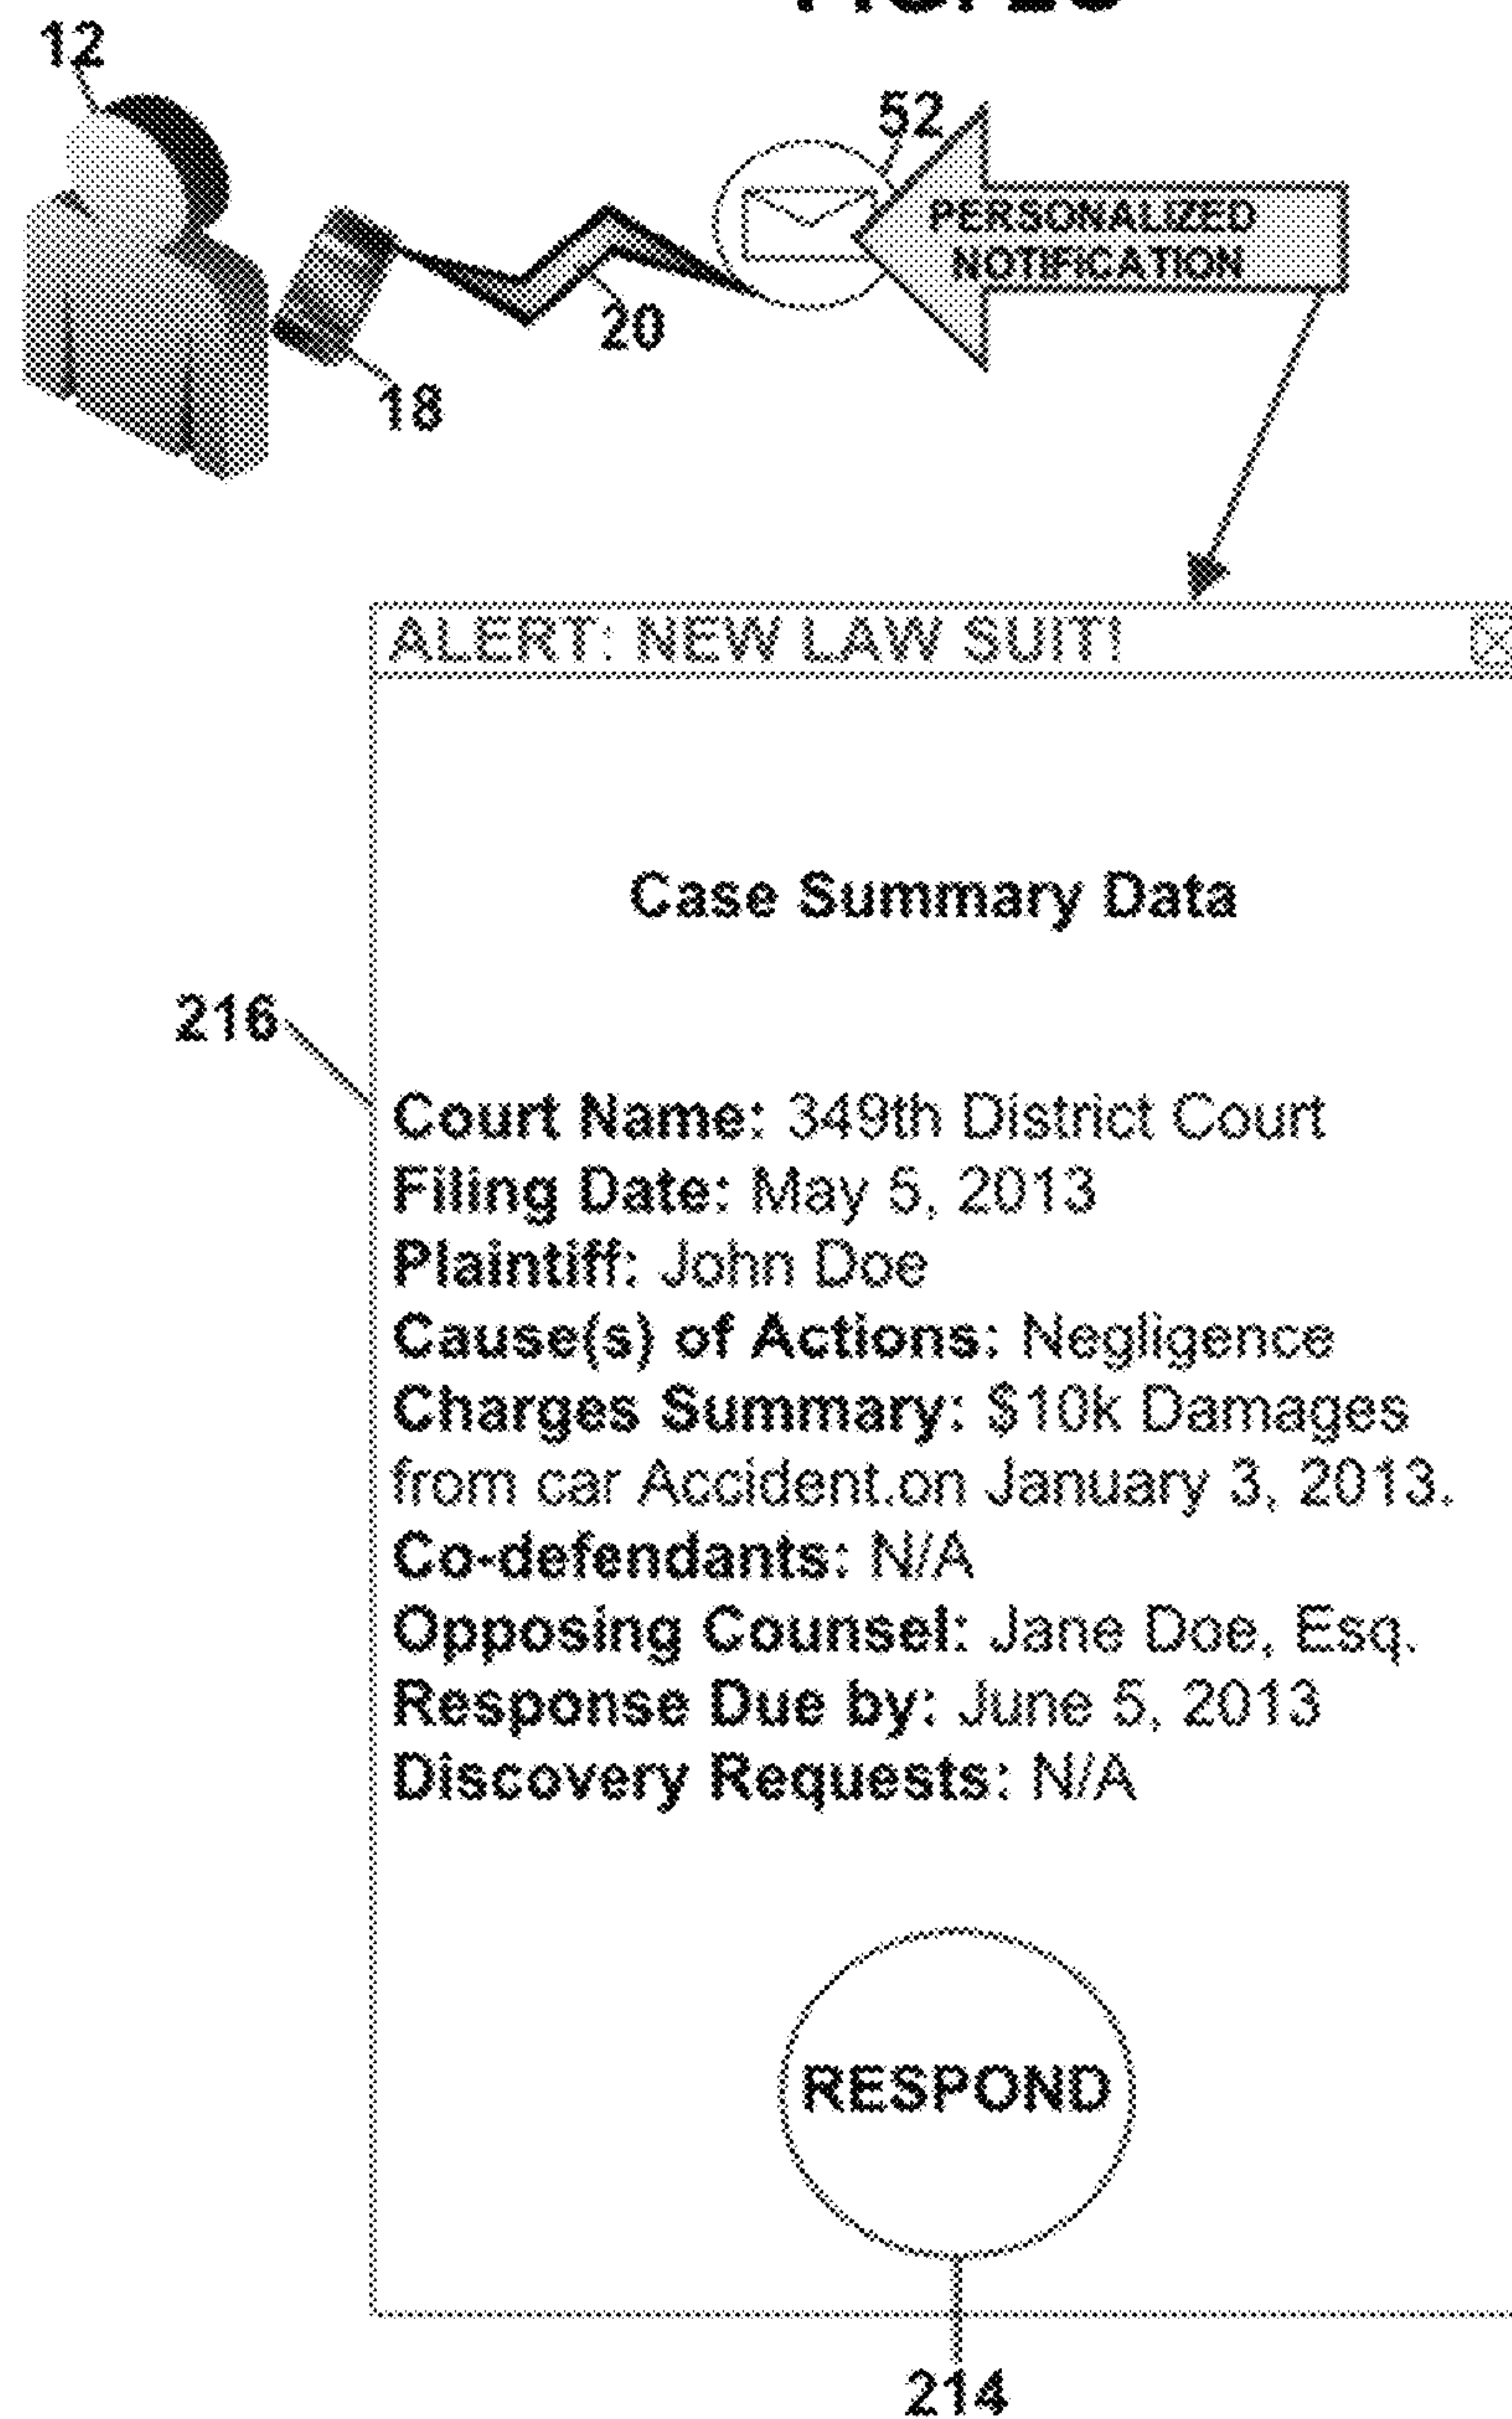 12
52
PERSONALIZED
NOTIFICATION
20
18
ALERT: NEW LAW SUIT!
Case Summary Data
216
Court Name: 349th District Court
Filing Date: May 5, 2013
Plaintiff: John Doe
Cause(s) of Actions: Negligence
Charges Summary: $10k Damages
from car Accident.on January 3, 2013.
Co-defendants: N/A
Opposing Counsel: Jane Doe, Esq.
Response Due by: June 5, 2013
Discovery Requests: N/A
RESPOND
214